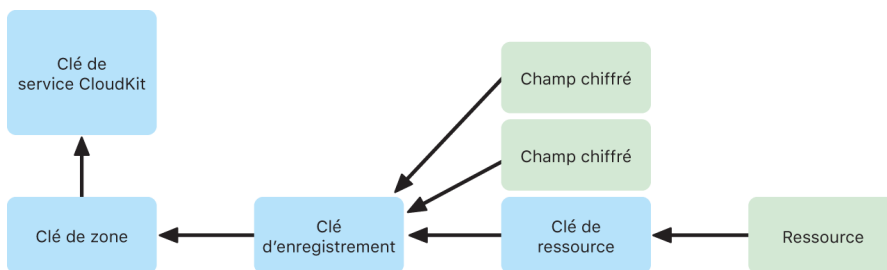 Clé de
service CloudKit
Champ chiffré
Champ chiffré
Clé de zone
Clé
d’enregistrement
Clé de
ressource
Ressource